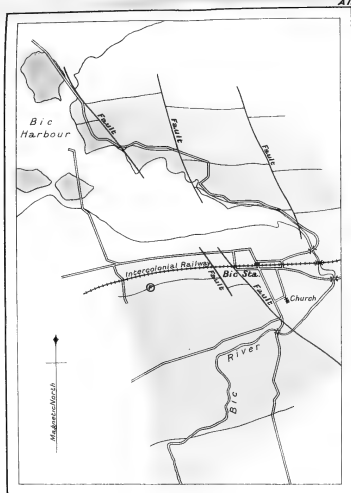 Bic
Harbour
Fault
Fault
Fault
Intercolonial Railway
Bic Sta.
Fault
Fault
Church
P
River
Bic
Magnetic North